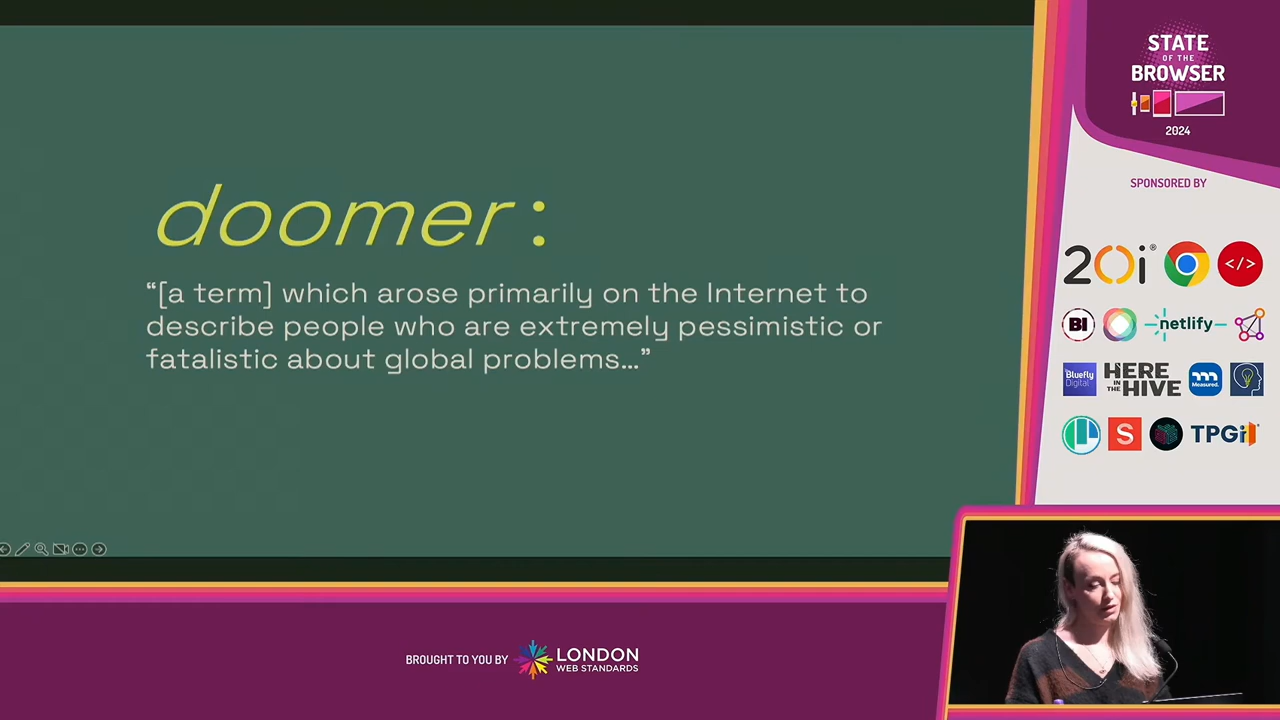 doomer:
“[a term] which arose primarily on the Internet to
describe people who are extremely pessimistic or
fatalistic about global problems...”
STATE
OF THE
BROWSER
2024
SPONSORED BY
20i®
</>
BI
netlify
Bluefly
Digital
HERE
IN THE
HIVE
Measured.
S
TPGi
BROUGHT TO YOU BY
LONDON
WEB STANDARDS